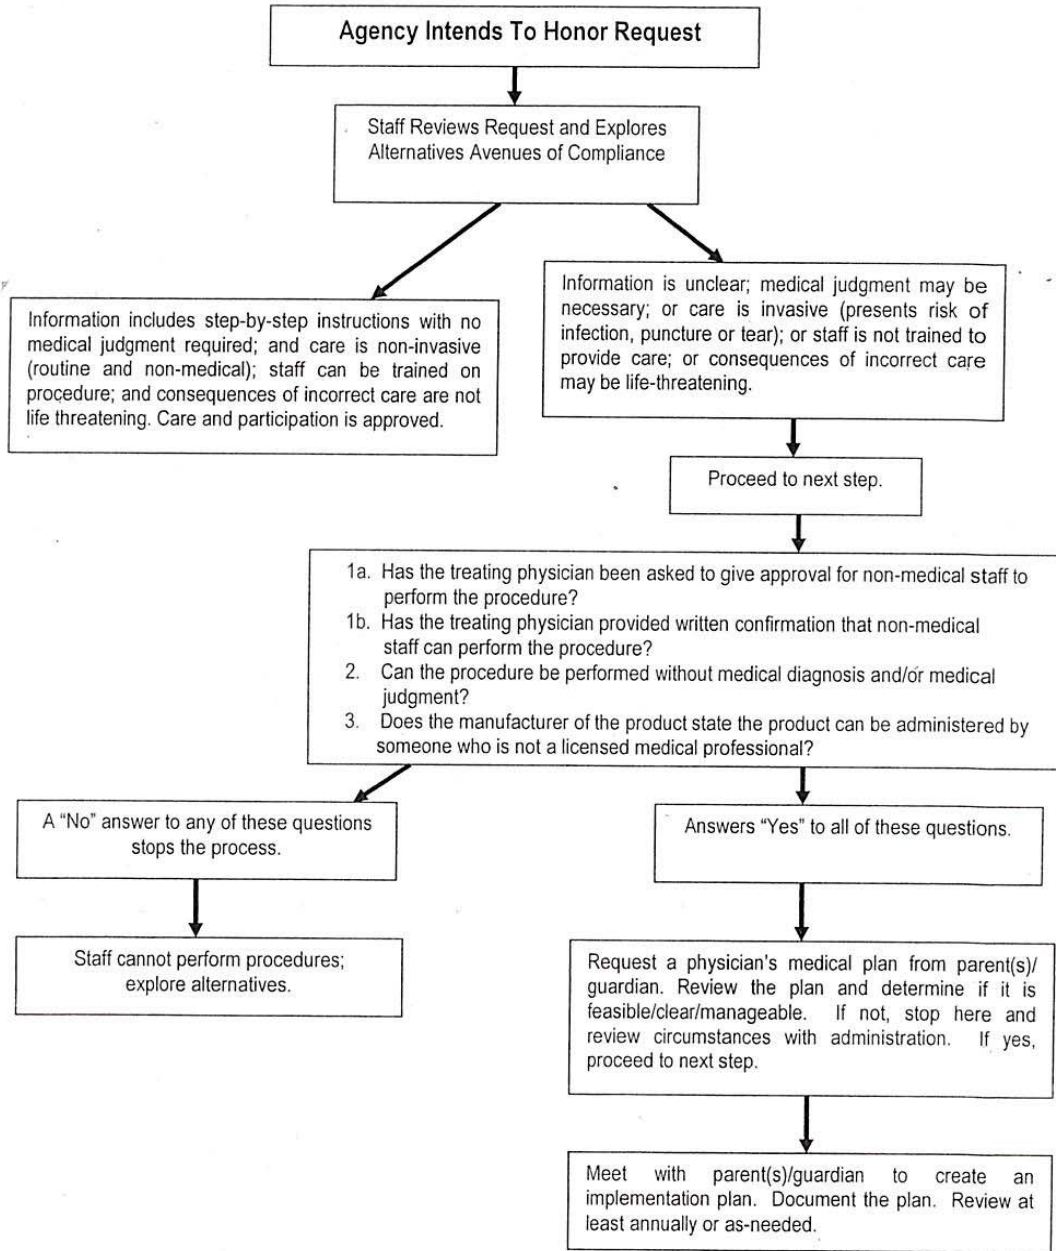 Agency Intends To Honor Request
Staff Reviews Request and Explores
Alternatives Avenues of Compliance
Information includes step-by-step instructions with no
medical judgment required; and care is non-invasive
(routine and non-medical); staff can be trained on
procedure; and consequences of incorrect care are not
life threatening. Care and participation is approved.
Information is unclear; medical judgment may be
necessary; or care is invasive (presents risk of
infection, puncture or tear); or staff is not trained to
provide care; or consequences of incorrect care
may be life-threatening.
Proceed to next step.
1a. Has the treating physician been asked to give approval for non-medical staff to
perform the procedure?
1b. Has the treating physician provided written confirmation that non-medical
staff can perform the procedure?
2. Can the procedure be performed without medical diagnosis and/or medical
judgment?
3. Does the manufacturer of the product state the product can be administered by
someone who is not a licensed medical professional?
A “No” answer to any of these questions
stops the process.
Staff cannot perform procedures;
explore alternatives.
Answers “Yes” to all of these questions.
Request a physician's medical plan from parent(s)/
guardian. Review the plan and determine if it is
feasible/clear/manageable. If not, stop here and
review circumstances with administration. If yes,
proceed to next step.
Meet with parent(s)/guardian to create an
implementation plan. Document the plan. Review at
least annually or as-needed.